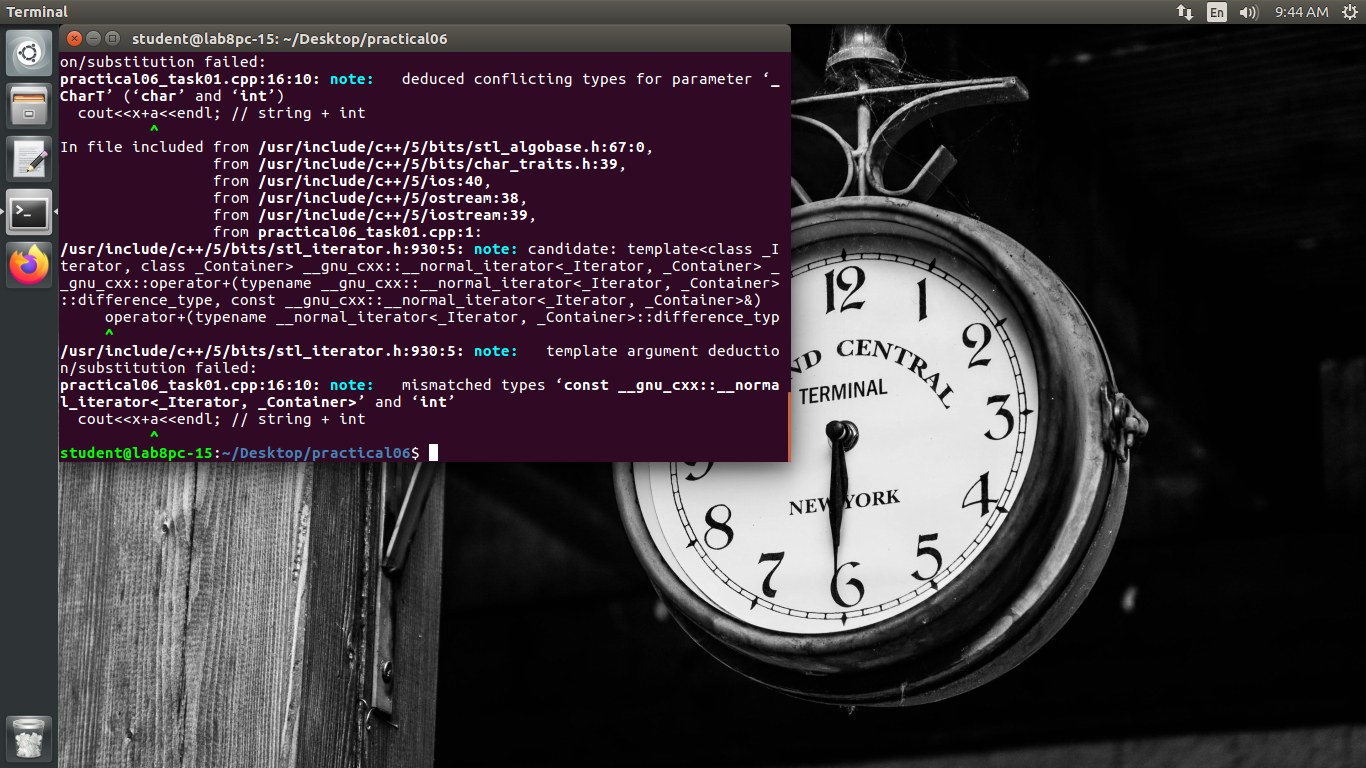 Terminal
En
9:44 AM
student@lab8pc-15: ~/Desktop/practical06
on/substitution failed:
practical06_task01.cpp:16:10: note:   deduced conflicting types for parameter ‘_
CharT’ (‘char’ and ‘int’)
  cout<<x+a<<endl; // string + int
          ^
In file included from /usr/include/c++/5/bits/stl_algobase.h:67:0,
                 from /usr/include/c++/5/bits/char_traits.h:39,
                 from /usr/include/c++/5/ios:40,
                 from /usr/include/c++/5/ostream:38,
                 from /usr/include/c++/5/iostream:39,
                 from practical06_task01.cpp:1:
/usr/include/c++/5/bits/stl_iterator.h:930:5: note: candidate: template<class _I
terator, class _Container> __gnu_cxx::__normal_iterator<_Iterator, _Container> _
_gnu_cxx::operator+(typename __gnu_cxx::__normal_iterator<_Iterator, _Container>
::difference_type, const __gnu_cxx::__normal_iterator<_Iterator, _Container>&)
     operator+(typename __normal_iterator<_Iterator, _Container>::difference_typ
     ^
/usr/include/c++/5/bits/stl_iterator.h:930:5: note:   template argument deductio
n/substitution failed:
practical06_task01.cpp:16:10: note:   mismatched types ‘const __gnu_cxx::__norma
l_iterator<_Iterator, _Container>’ and ‘int’
  cout<<x+a<<endl; // string + int
          ^
student@lab8pc-15:~/Desktop/practical06$
12
1
2
3
4
5
6
7
8
ND CENTRAL
TERMINAL
NEW YORK